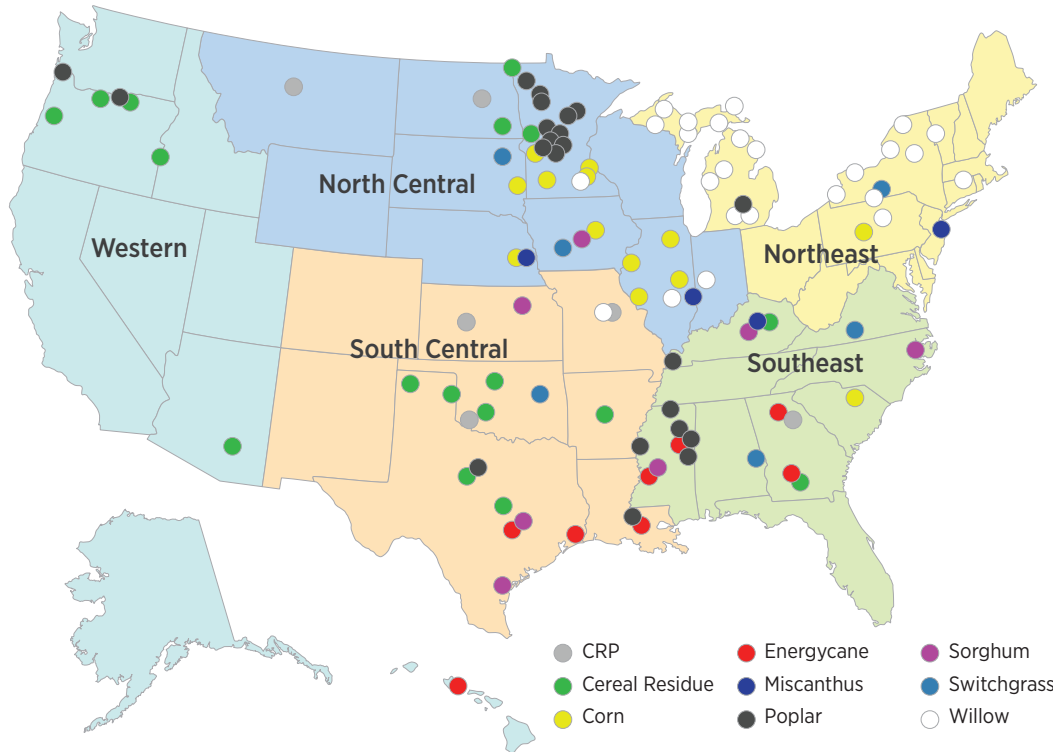 North Central
Western
Northeast
South Central
Southeast
CRP
Energycane
Sorghum
Cereal Residue
Miscanthus
Switchgrass
Corn
Poplar
Willow